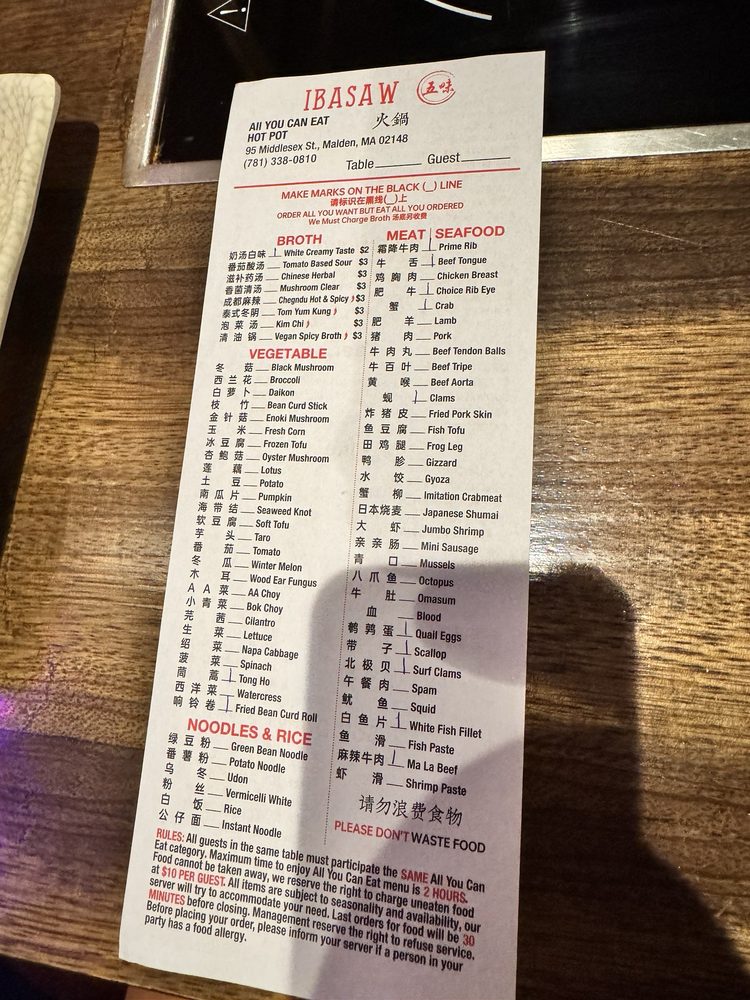 IBASAW 五味
All YOU CAN EAT
HOT POT
火鍋
95 Middlesex St., Malden, MA 02148
(781) 338-0810
Table Guest
MAKE MARKS ON THE BLACK (_) LINE
请标识在黑线(_)上
ORDER ALL YOU WANT BUT EAT ALL YOU ORDERED
We Must Charge Broth 汤底另收费
BROTH
奶汤白味 White Creamy Taste $2
番茄酸汤 Tomato Based Sour $3
滋补药汤 Chinese Herbal $3
香菌清汤 Mushroom Clear $3
成都麻辣 Chegndu Hot & Spicy $3
泰式冬阴 Tom Yum Kung $3
泡菜汤 Kim Chi $3
清油锅 Vegan Spicy Broth $3
VEGETABLE
冬菇 Black Mushroom
西兰花 Broccoli
白萝卜 Daikon
枝竹 Bean Curd Stick
金针菇 Enoki Mushroom
玉米 Fresh Corn
冰豆腐 Frozen Tofu
杏鲍菇 Oyster Mushroom
莲藕 Lotus
土豆 Potato
南瓜片 Pumpkin
海带结 Seaweed Knot
软豆腐 Soft Tofu
芋头 Taro
番茄 Tomato
冬瓜 Winter Melon
木耳 Wood Ear Fungus
AA菜 AA Choy
小青菜 Bok Choy
芫茜 Cilantro
生菜 Lettuce
绍菜 Napa Cabbage
菠菜 Spinach
茼蒿 Tong Ho
西洋菜 Watercress
响铃卷 Fried Bean Curd Roll
NOODLES & RICE
绿豆粉 Green Bean Noodle
番薯粉 Potato Noodle
乌冬 Udon
粉丝 Vermicelli White
白饭 Rice
公仔面 Instant Noodle
MEAT SEAFOOD
霜降牛肉 Prime Rib
牛舌 Beef Tongue
鸡胸肉 Chicken Breast
肥牛 Choice Rib Eye
蟹 Crab
肥羊 Lamb
猪肉 Pork
牛肉丸 Beef Tendon Balls
牛百叶 Beef Tripe
黄喉 Beef Aorta
蚬 Clams
炸猪皮 Fried Pork Skin
鱼豆腐 Fish Tofu
田鸡腿 Frog Leg
鸭胗 Gizzard
水饺 Gyoza
蟹柳 Imitation Crabmeat
日本烧麦 Japanese Shumai
大虾 Jumbo Shrimp
亲亲肠 Mini Sausage
青口 Mussels
八爪鱼 Octopus
牛肚 Omasum
血 Blood
鹌鹑蛋 Quail Eggs
带子 Scallop
北极贝 Surf Clams
午餐肉 Spam
鱿鱼 Squid
白鱼片 White Fish Fillet
鱼滑 Fish Paste
麻辣牛肉 Ma La Beef
虾滑 Shrimp Paste
请勿浪费食物
PLEASE DON'T WASTE FOOD
RULES: All guests in the same table must participate the SAME All You Can
Eat category. Maximum time to enjoy All You Can Eat menu is 2 HOURS.
Food cannot be taken away, we reserve the right to charge uneaten food
at $10 PER GUEST. All items are subject to seasonality and availability, our
server will try to accommodate your need. Last orders for food will be 30
MINUTES before closing. Management reserve the right to refuse service.
Before placing your order, please inform your server if a person in your
party has a food allergy.